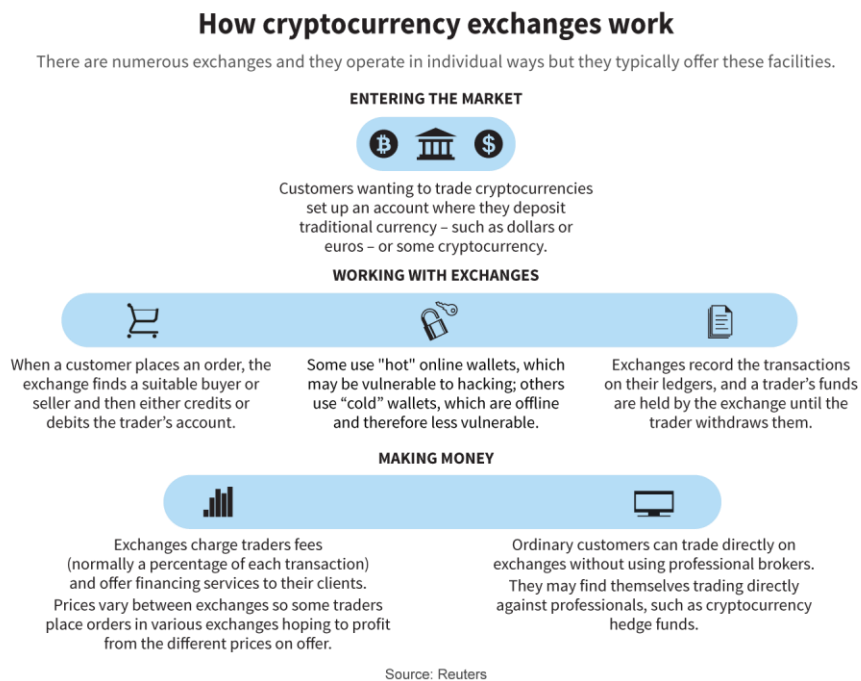 How cryptocurrency exchanges work
There are numerous exchanges and they operate in individual ways but they typically offer these facilities.
ENTERING THE MARKET
Customers wanting to trade cryptocurrencies
set up an account where they deposit
traditional currency – such as dollars or
euros – or some cryptocurrency.
WORKING WITH EXCHANGES
When a customer places an order, the
exchange finds a suitable buyer or
seller and then either credits or
debits the trader’s account.
Some use "hot" online wallets, which
may be vulnerable to hacking; others
use “cold” wallets, which are offline
and therefore less vulnerable.
Exchanges record the transactions
on their ledgers, and a trader’s funds
are held by the exchange until the
trader withdraws them.
MAKING MONEY
Exchanges charge traders fees
(normally a percentage of each transaction)
and offer financing services to their clients.
Prices vary between exchanges so some traders
place orders in various exchanges hoping to profit
from the different prices on offer.
Ordinary customers can trade directly on
exchanges without using professional brokers.
They may find themselves trading directly
against professionals, such as cryptocurrency
hedge funds.
Source: Reuters